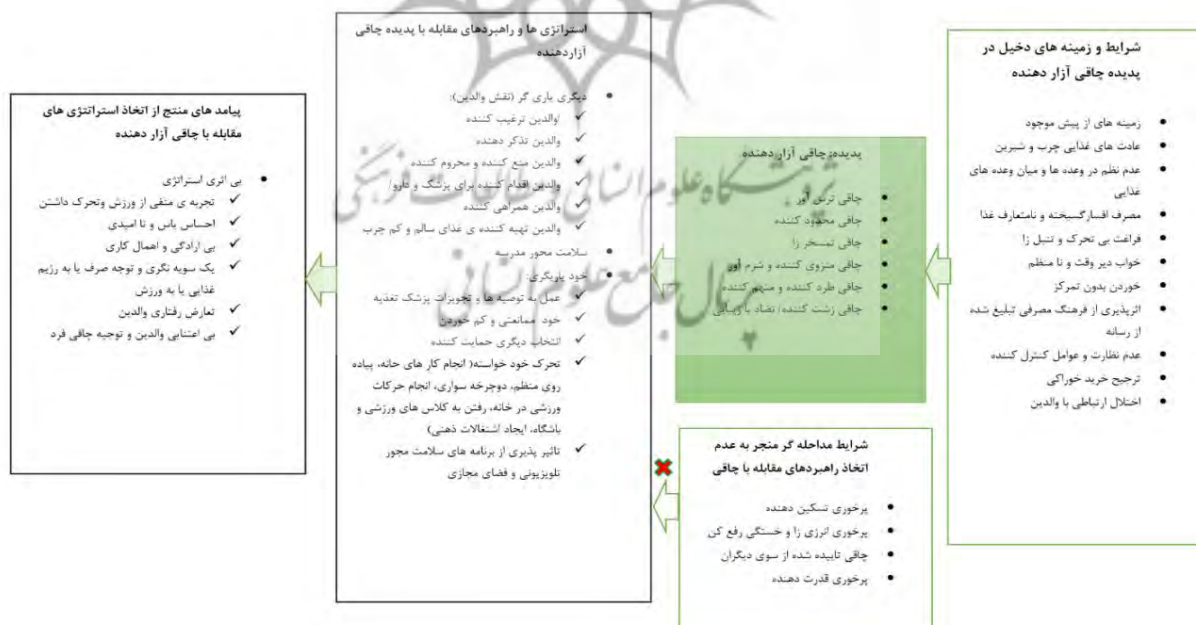 شرایط و زمینه های دخیل در
پدیده چاقی آزار دهنده
زمینه های از پیش موجود
عادت های غذایی چرب و شیرین
عدم نظم در وعده ها و میان وعده های
غذایی
مصرف افسارگسیخته و نامتعارف غذا
فراغت بی تحرک و تنبل زا
خواب دیر وقت و نا منظم
خوردن بدون تمرکز
اثرپذیری از فرهنگ مصرفی تبلیغ شده
از رسانه
عدم نظارت و عوامل کنترل کننده
ترجیح خرید خوراکی
اختلال ارتباطی با والدین
پدیده: چاقی آزار دهنده
چاقی ترس آور
چاقی محدود کننده
چاقی تمسخر زا
چاقی منزوی کننده و شرم آور
چاقی طرد کننده و متهم کننده
چاقی زشت کننده/ تضاد با زیبایی
شرایط مداخله گر منجر به عدم
اتخاذ راهبردهای مقابله با چاقی
پرخوری تسکین دهنده
پرخوری انرژی زا و خستگی رفع کن
چاقی تاییده شده از سوی دیگران
پرخوری قدرت دهنده
استراتژی ها و راهبردهای مقابله با پدیده چاقی
آزاردهنده
دیگری یاری گر (نقش والدین):
والدین ترغیب کننده
والدین تذکر دهنده
والدین منع کننده و محروم کننده
والدین اقدام کننده برای پزشک و دارو/
والدین همراهی کننده
والدین تهیه کننده ی غذای سالم و کم چرب
سلامت محور مدرسه
خود یاریگری:
عمل به توصیه ها و تجویزات پزشک تغذیه
خود ممانعتی و کم خوردن
انتخاب دیگری حمایت کننده
تحرک خود خواسته( انجام کار های خانه، پیاده
روی منظم، دوچرخه سواری، انجام حرکات
ورزشی در خانه، رفتن به کلاس های ورزشی و
باشگاه، ایجاد اشتغالات ذهنی)
تاثیر پذیری از برنامه های سلامت محور
تلویزیونی و فضای مجازی
پیامد های منتج از اتخاذ استراتتژی های
مقابله با چاقی آزار دهنده
بی اثری استراتژی
تجربه ی منفی از ورزش وتحرک داشتن
احساس یاس و نا امیدی
بی ارادگی و اهمال کاری
یک سویه نگری و توجه صرف یا به رژیم
غذایی یا به ورزش
تعارض رفتاری والدین
بی اعتنایی والدین و توجیه چاقی فرد
پژوهشگاه علوم انسانی و مطالعات فرهنگی
پرتال جامع علوم انسانی